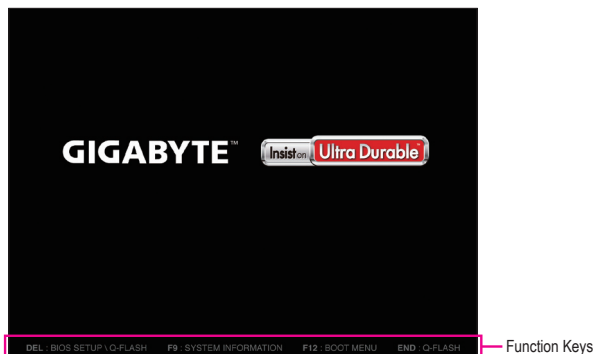 GIGABYTE™ Insist on Ultra Durable™
DEL : BIOS SETUP \ Q-FLASH F9 : SYSTEM INFORMATION F12 : BOOT MENU END : Q-FLASH
Function Keys